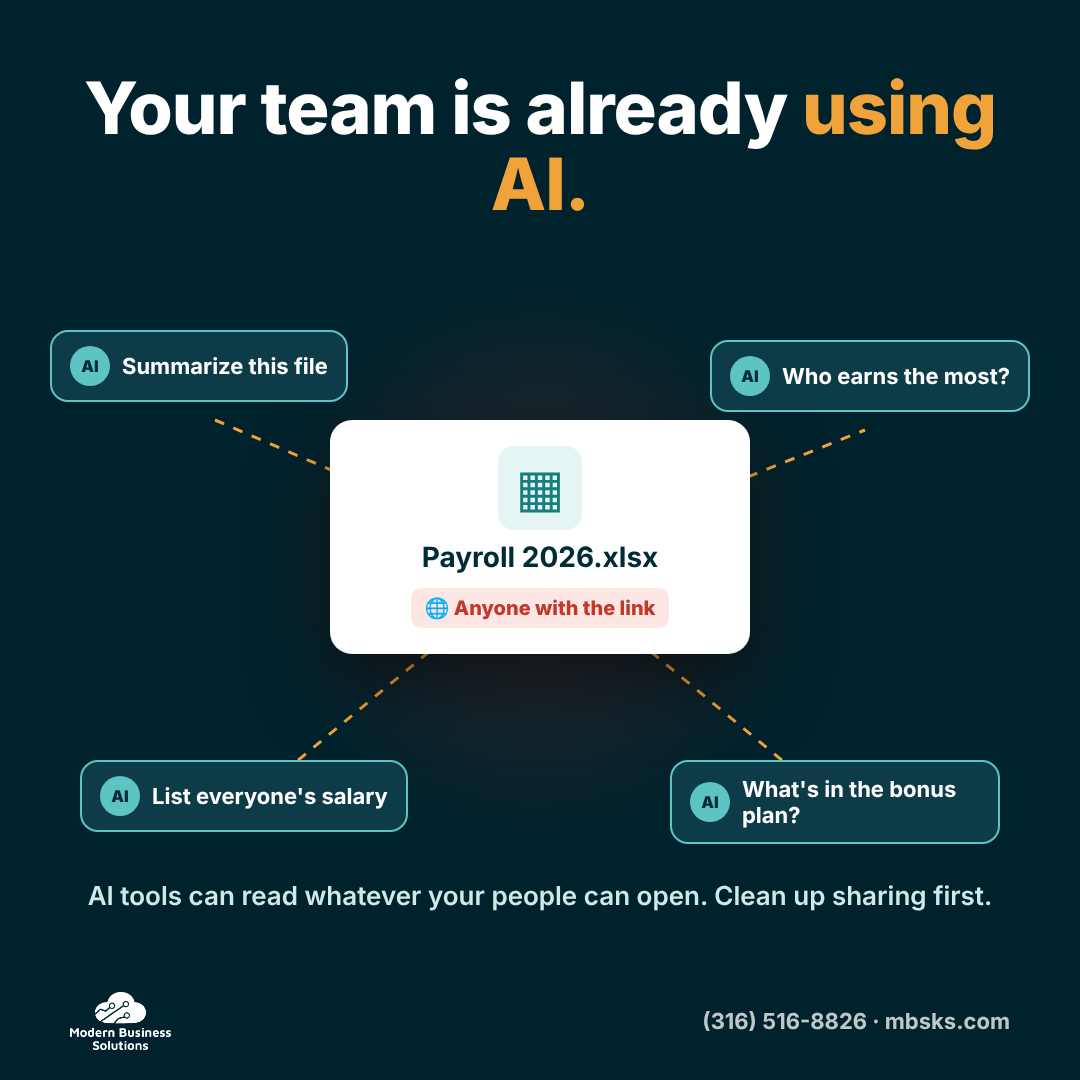 Your team is already using
AI.
AI Summarize this file
AI Who earns the most?
Payroll 2026.xlsx
🌐 Anyone with the link
AI List everyone's salary
AI What's in the bonus
plan?
AI tools can read whatever your people can open. Clean up sharing first.
Modern Business
Solutions
(316) 516-8826 · mbsks.com